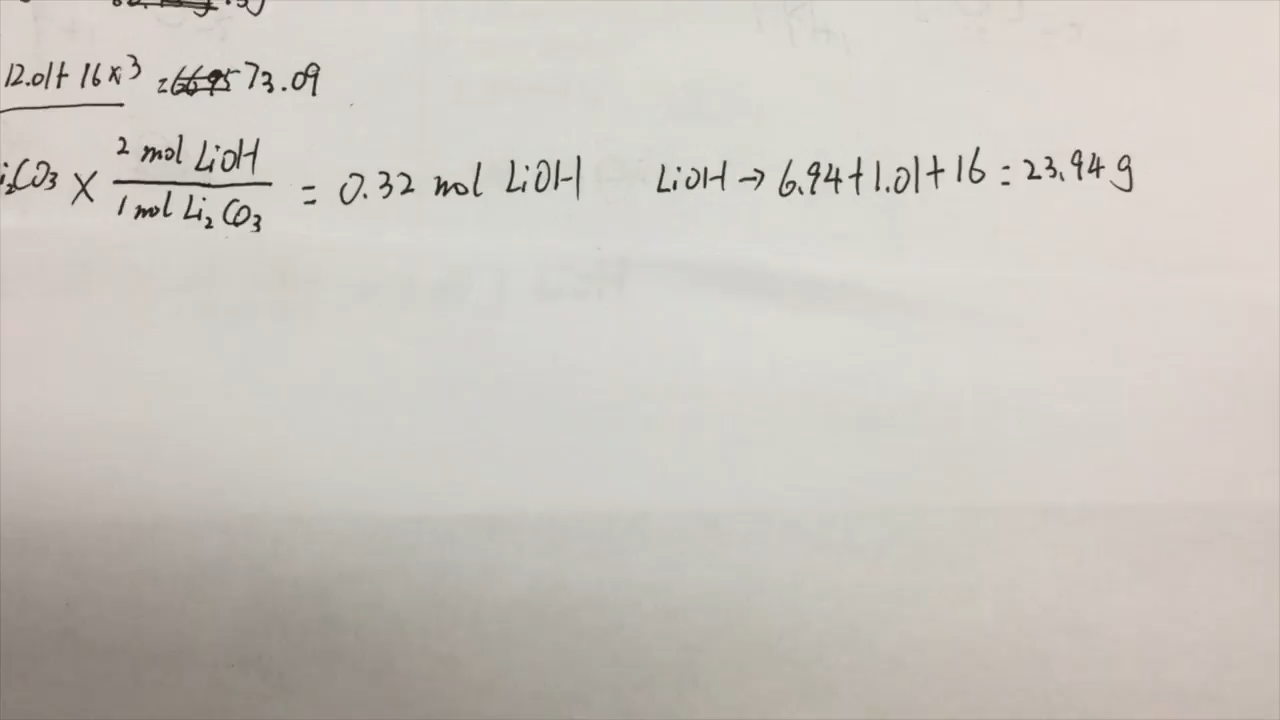 12.01+ 16×3 = 73.09
i₂CO₃ × 2 mol LiOH / 1 mol Li₂CO₃ = 0.32 mol LiOH LiOH → 6.94+1.01+16 = 23.94 g